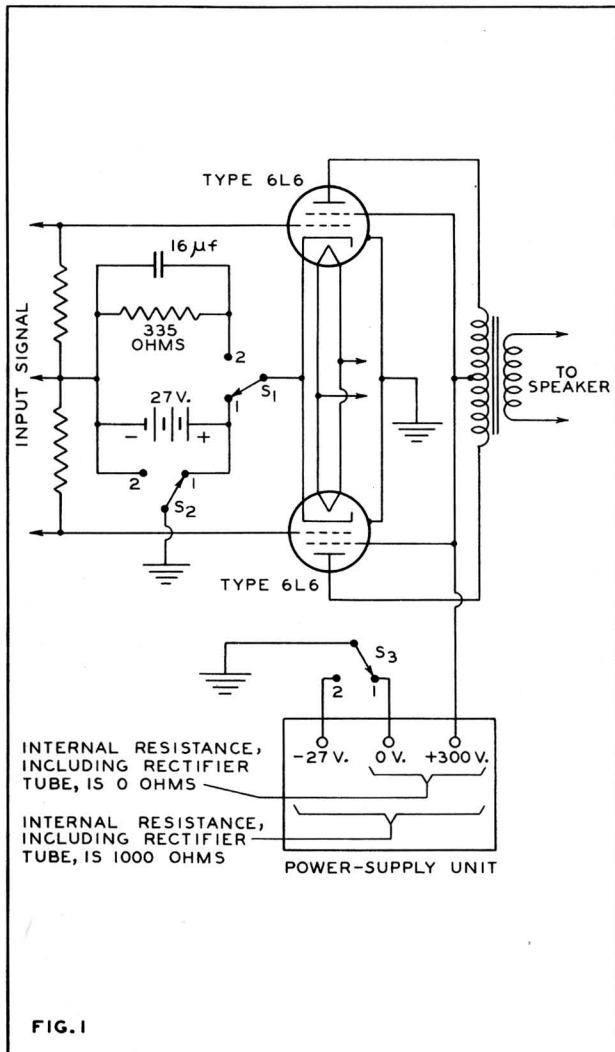 TYPE 6L6
16 μf
335
OHMS
2
S1
1
27 V.
- +
2
1
S2
INPUT SIGNAL
TO
SPEAKER
TYPE 6L6
S3
2
1
-27 V.
0 V.
+300 V.
INTERNAL RESISTANCE,
INCLUDING RECTIFIER
TUBE, IS 0 OHMS
INTERNAL RESISTANCE,
INCLUDING RECTIFIER
TUBE, IS 1000 OHMS
POWER-SUPPLY UNIT
FIG. 1